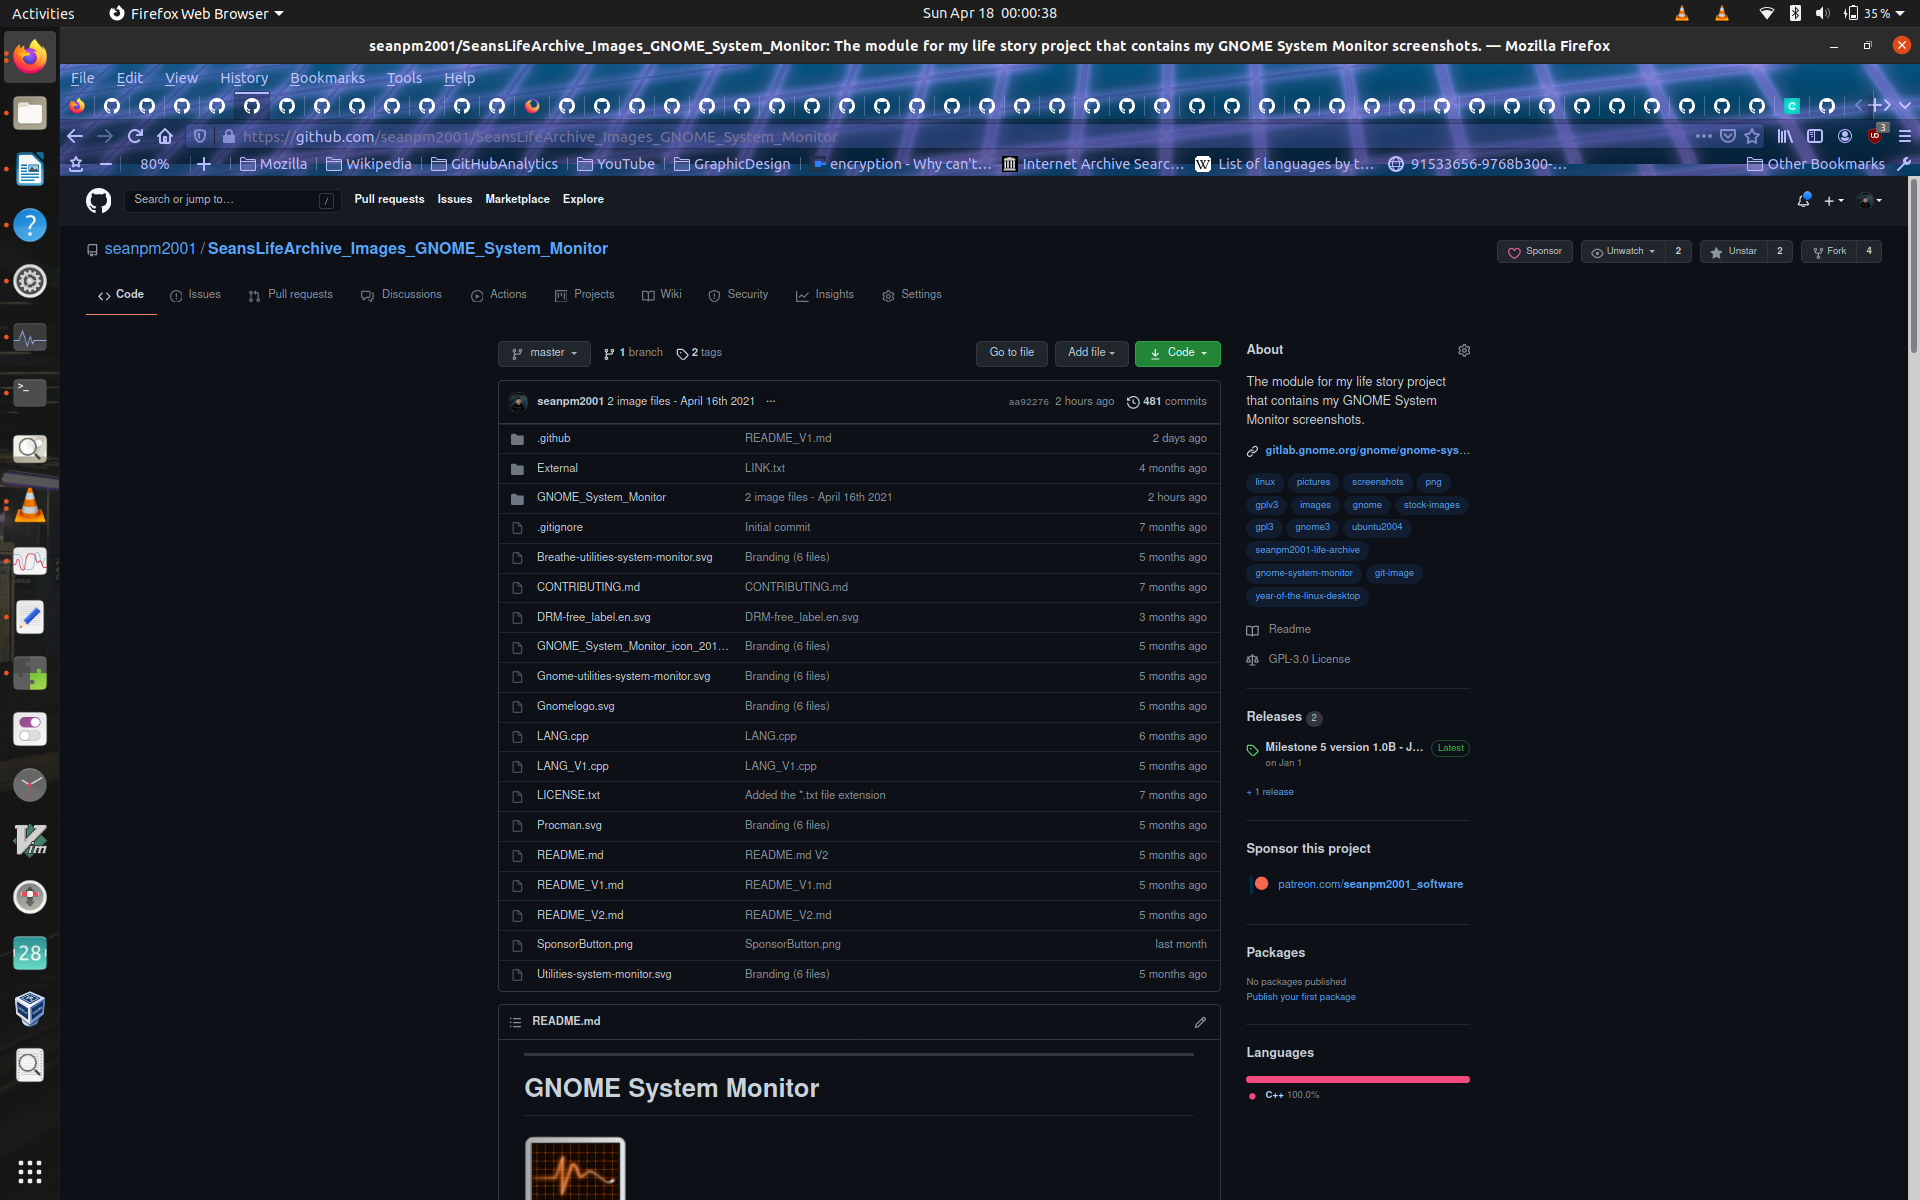 Activities Firefox Web Browser Sun Apr 18 00:00:38 35 %
seanpm2001/SeansLifeArchive_Images_GNOME_System_Monitor: The module for my life story project that contains my GNOME System Monitor screenshots. — Mozilla Firefox
File Edit View History Bookmarks Tools Help
https://github.com/seanpm2001/SeansLifeArchive_Images_GNOME_System_Monitor 3
80% Mozilla Wikipedia GitHubAnalytics YouTube GraphicDesign encryption - Why can't… Internet Archive Searc… List of languages by t… 91533656-9768b300-… Other Bookmarks
Search or jump to… / Pull requests Issues Marketplace Explore
seanpm2001 / SeansLifeArchive_Images_GNOME_System_Monitor Sponsor Unwatch 2 Unstar 2 Fork 4
Code Issues Pull requests Discussions Actions Projects Wiki Security Insights Settings
master 1 branch 2 tags Go to file Add file Code
seanpm2001 2 image files - April 16th 2021 … aa92276 2 hours ago 481 commits
.github README_V1.md 2 days ago
External LINK.txt 4 months ago
GNOME_System_Monitor 2 image files - April 16th 2021 2 hours ago
.gitignore Initial commit 7 months ago
Breathe-utilities-system-monitor.svg Branding (6 files) 5 months ago
CONTRIBUTING.md CONTRIBUTING.md 7 months ago
DRM-free_label.en.svg DRM-free_label.en.svg 3 months ago
GNOME_System_Monitor_icon_201… Branding (6 files) 5 months ago
Gnome-utilities-system-monitor.svg Branding (6 files) 5 months ago
Gnomelogo.svg Branding (6 files) 5 months ago
LANG.cpp LANG.cpp 6 months ago
LANG_V1.cpp LANG_V1.cpp 5 months ago
LICENSE.txt Added the *.txt file extension 7 months ago
Procman.svg Branding (6 files) 5 months ago
README.md README.md V2 5 months ago
README_V1.md README_V1.md 5 months ago
README_V2.md README_V2.md 5 months ago
SponsorButton.png SponsorButton.png last month
Utilities-system-monitor.svg Branding (6 files) 5 months ago
README.md
GNOME System Monitor
About
The module for my life story project
that contains my GNOME System
Monitor screenshots.
gitlab.gnome.org/gnome/gnome-sys…
linux pictures screenshots png
gplv3 images gnome stock-images
gpl3 gnome3 ubuntu2004
seanpm2001-life-archive
gnome-system-monitor git-image
year-of-the-linux-desktop
Readme
GPL-3.0 License
Releases 2
Milestone 5 version 1.0B - J… Latest
on Jan 1
+ 1 release
Sponsor this project
patreon.com/seanpm2001_software
Packages
No packages published
Publish your first package
Languages
C++ 100.0%
28